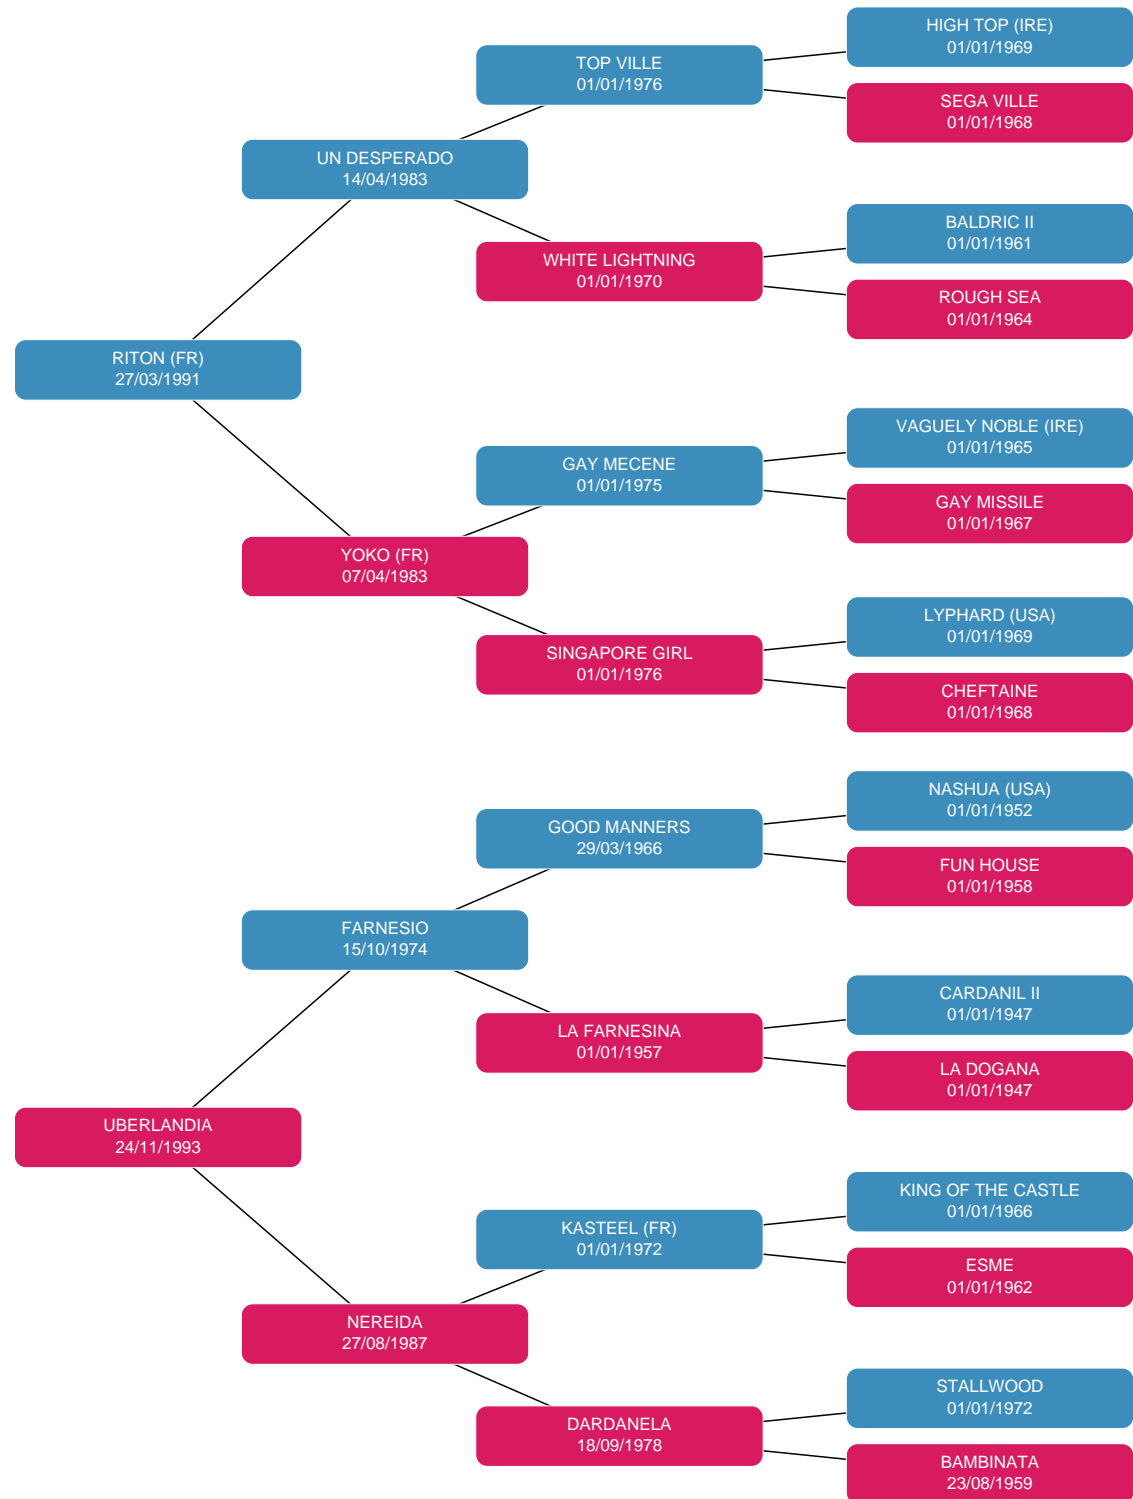 HIGH TOP (IRE)
01/01/1969
TOP VILLE
01/01/1976
SEGA VILLE
01/01/1968
UN DESPERADO
14/04/1983
BALDRIC II
01/01/1961
WHITE LIGHTNING
01/01/1970
ROUGH SEA
01/01/1964
RITON (FR)
27/03/1991
VAGUELY NOBLE (IRE)
01/01/1965
GAY MECENE
01/01/1975
GAY MISSILE
01/01/1967
YOKO (FR)
07/04/1983
LYPHARD (USA)
01/01/1969
SINGAPORE GIRL
01/01/1976
CHEFTAINE
01/01/1968
NASHUA (USA)
01/01/1952
GOOD MANNERS
29/03/1966
FUN HOUSE
01/01/1958
FARNESIO
15/10/1974
CARDANIL II
01/01/1947
LA FARNESINA
01/01/1957
LA DOGANA
01/01/1947
UBERLANDIA
24/11/1993
KING OF THE CASTLE
01/01/1966
KASTEEL (FR)
01/01/1972
ESME
01/01/1962
NEREIDA
27/08/1987
STALLWOOD
01/01/1972
DARDANELA
18/09/1978
BAMBINATA
23/08/1959